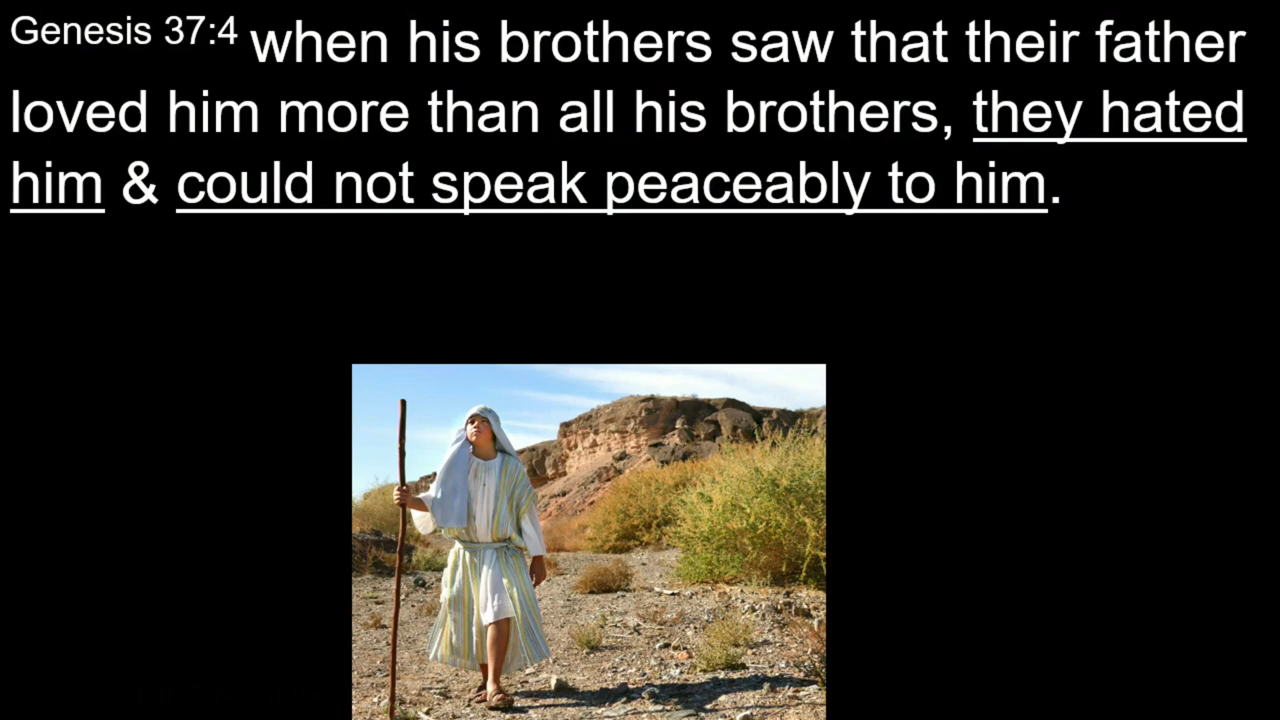 Genesis 37:4 when his brothers saw that their father
loved him more than all his brothers, they hated
him & could not speak peaceably to him.